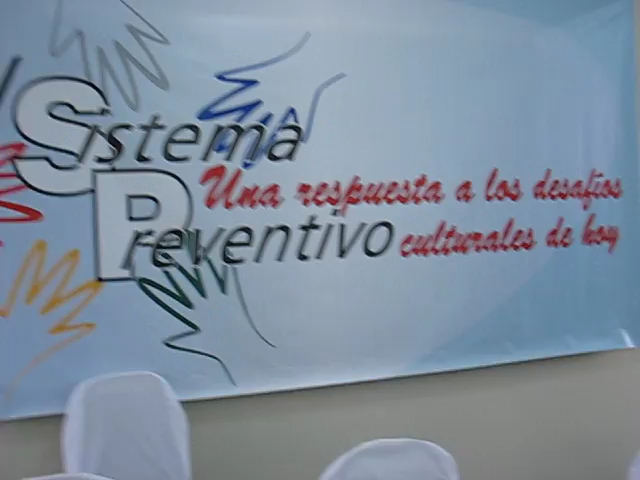 Sistema
Una respuesta a los desafíos
Preventivo culturales de hoy